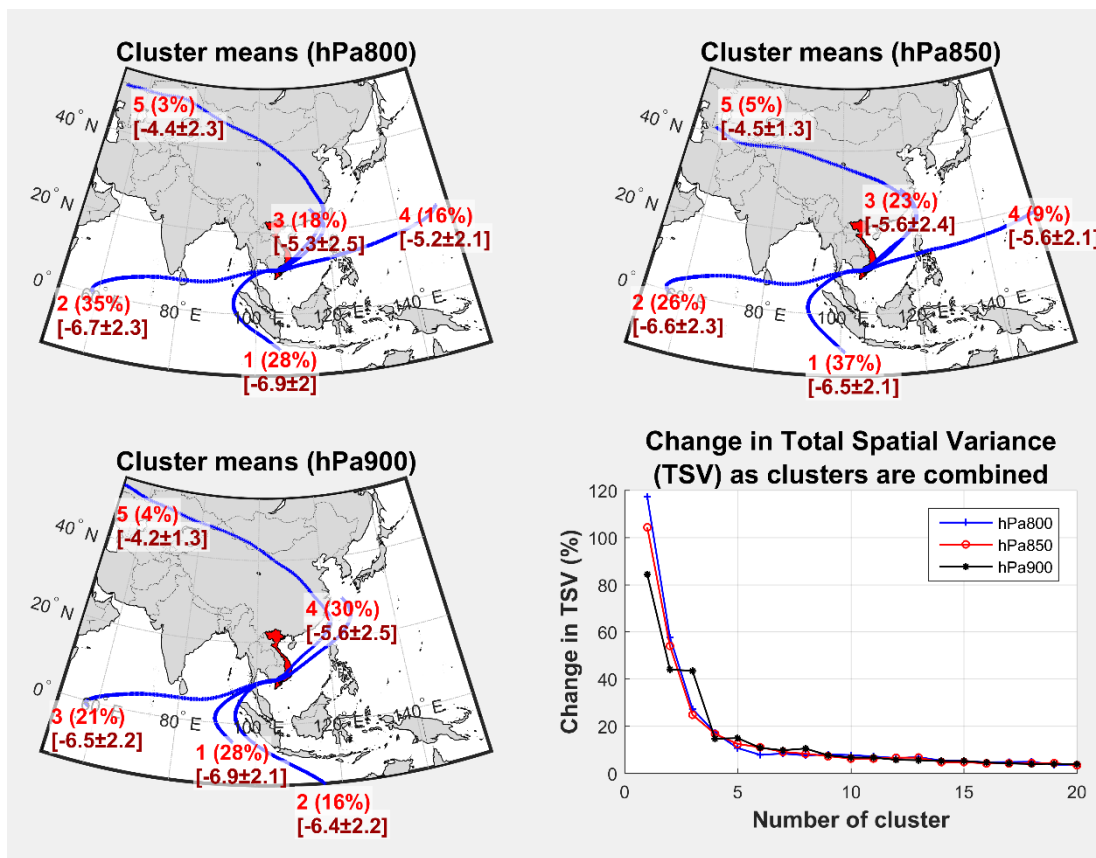 Cluster means (hPa800)
5 (3%)
[-4.4±2.3]
40° N
20° N
0°
3 (18%)
[-5.3±2.5]
4 (16%)
[-5.2±2.1]
2 (35%)
[-6.7±2.3]
80° E
100° E
120° E
140° E
1 (28%)
[-6.9±2]
Cluster means (hPa850)
5 (5%)
[-4.5±1.3]
40° N
20° N
0°
3 (23%)
[-5.6±2.4]
4 (9%)
[-5.6±2.1]
2 (26%)
[-6.6±2.3]
80° E
100° E
120° E
140° E
1 (37%)
[-6.5±2.1]
Cluster means (hPa900)
5 (4%)
[-4.2±1.3]
40° N
20° N
0°
4 (30%)
[-5.6±2.5]
3 (21%)
[-6.5±2.2]
80° E
100° E
120° E
140° E
1 (28%)
[-6.9±2.1]
2 (16%)
[-6.4±2.2]
Change in Total Spatial Variance
(TSV) as clusters are combined
Change in TSV (%)
120
100
80
60
40
20
0
hPa800
hPa850
hPa900
0
5
10
15
20
Number of cluster